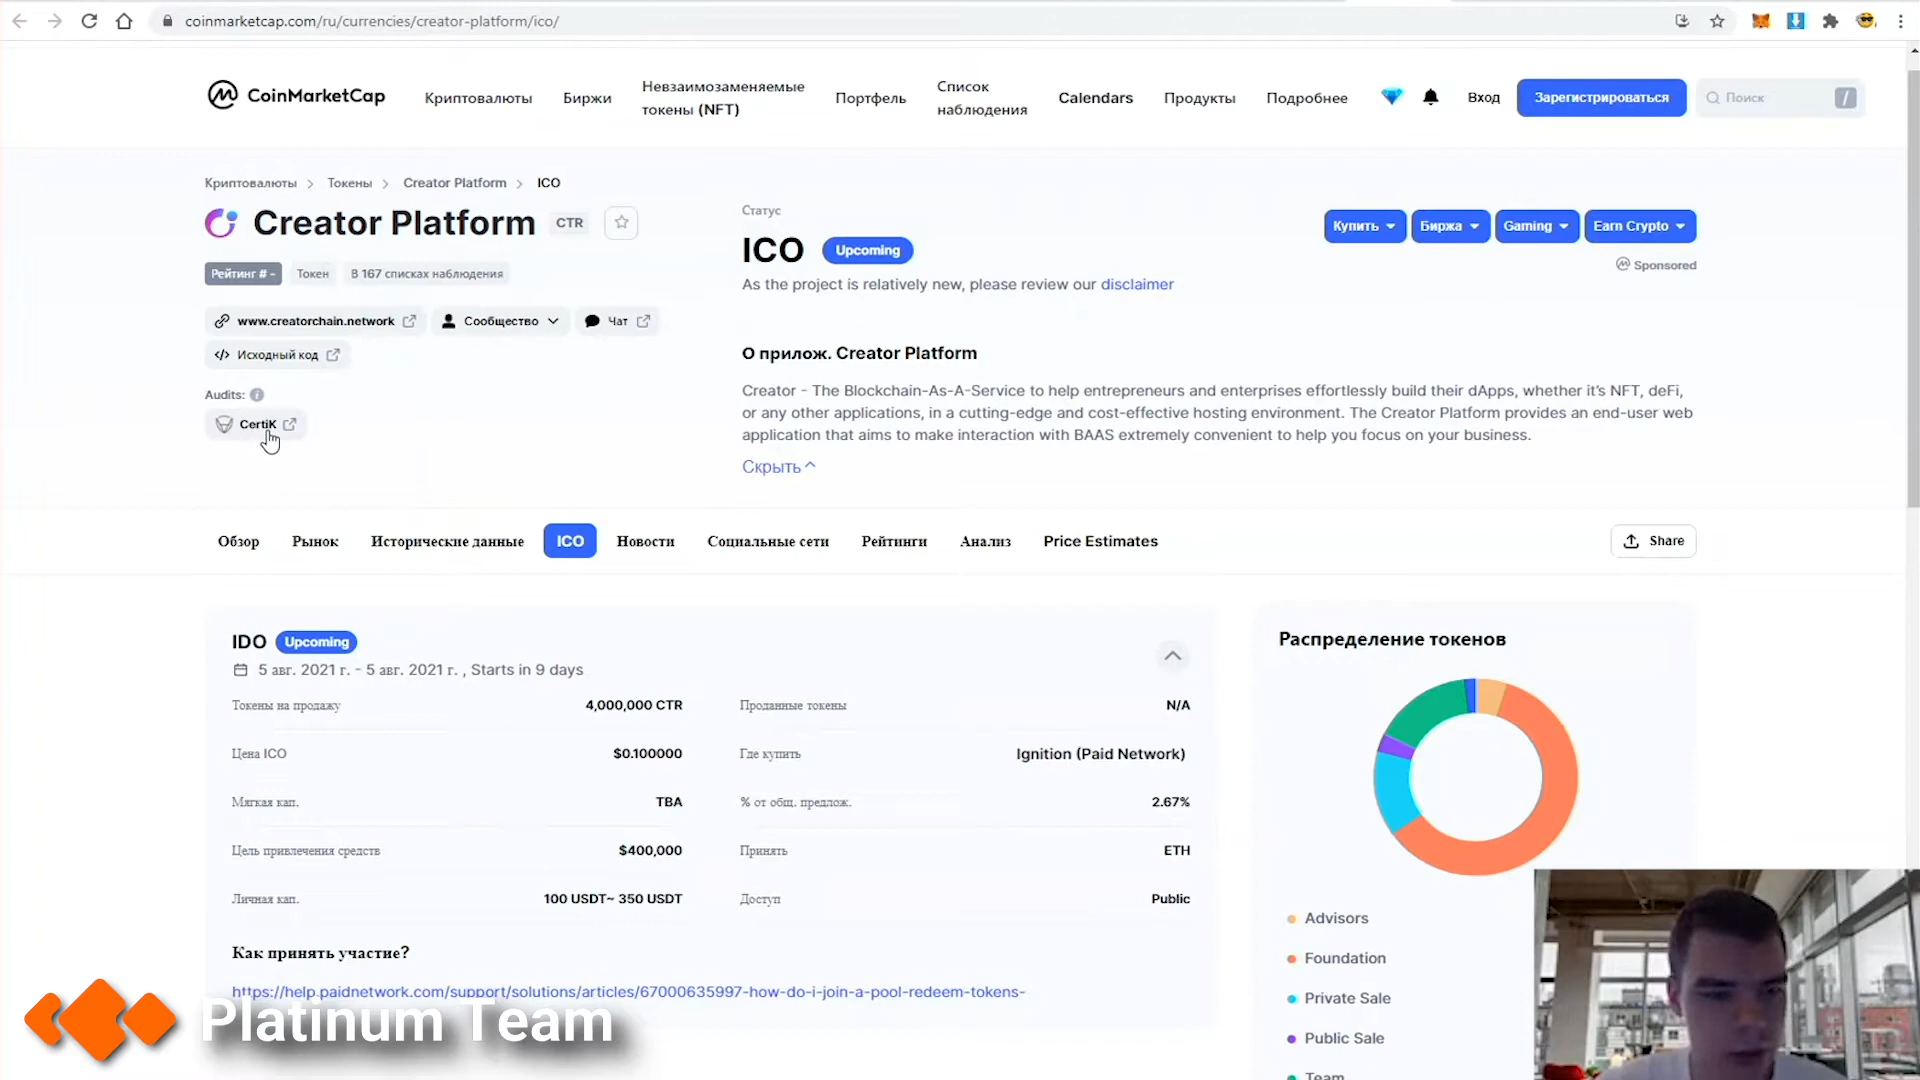 coinmarketcap.com/ru/currencies/creator-platform/ico/
CoinMarketCap
Криптовалюты
Биржи
Невзаимозаменяемые
токены (NFT)
Портфель
Список
наблюдения
Calendars
Продукты
Подробнее
Вход
Зарегистрироваться
Поиск
/
Криптовалюты > Токены > Creator Platform > ICO
Creator Platform CTR
Рейтинг # -
Токен
В 167 списках наблюдения
www.creatorchain.network
Сообщество
Чат
Исходный код
Audits:
CertiK
Статус
ICO Upcoming
As the project is relatively new, please review our disclaimer
Купить
Биржа
Gaming
Earn Crypto
Sponsored
О прилож. Creator Platform
Creator - The Blockchain-As-A-Service to help entrepreneurs and enterprises effortlessly build their dApps, whether it's NFT, deFi,
or any other applications, in a cutting-edge and cost-effective hosting environment. The Creator Platform provides an end-user web
application that aims to make interaction with BAAS extremely convenient to help you focus on your business.
Скрыть
Обзор
Рынок
Исторические данные
ICO
Новости
Социальные сети
Рейтинги
Анализ
Price Estimates
Share
IDO Upcoming
5 авг. 2021 г. - 5 авг. 2021 г. , Starts in 9 days
Токены на продажу 4,000,000 CTR
Проданные токены N/A
Цена ICO $0.100000
Где купить Ignition (Paid Network)
Мягкая кап. TBA
% от общ. предлож. 2.67%
Цель привлечения средств $400,000
Принять ETH
Личная кап. 100 USDT~ 350 USDT
Доступ Public
Как принять участие?
https://help.paidnetwork.com/support/solutions/articles/67000635997-how-do-i-join-a-pool-redeem-tokens-
Распределение токенов
Advisors
Foundation
Private Sale
Public Sale
Team
Platinum Team